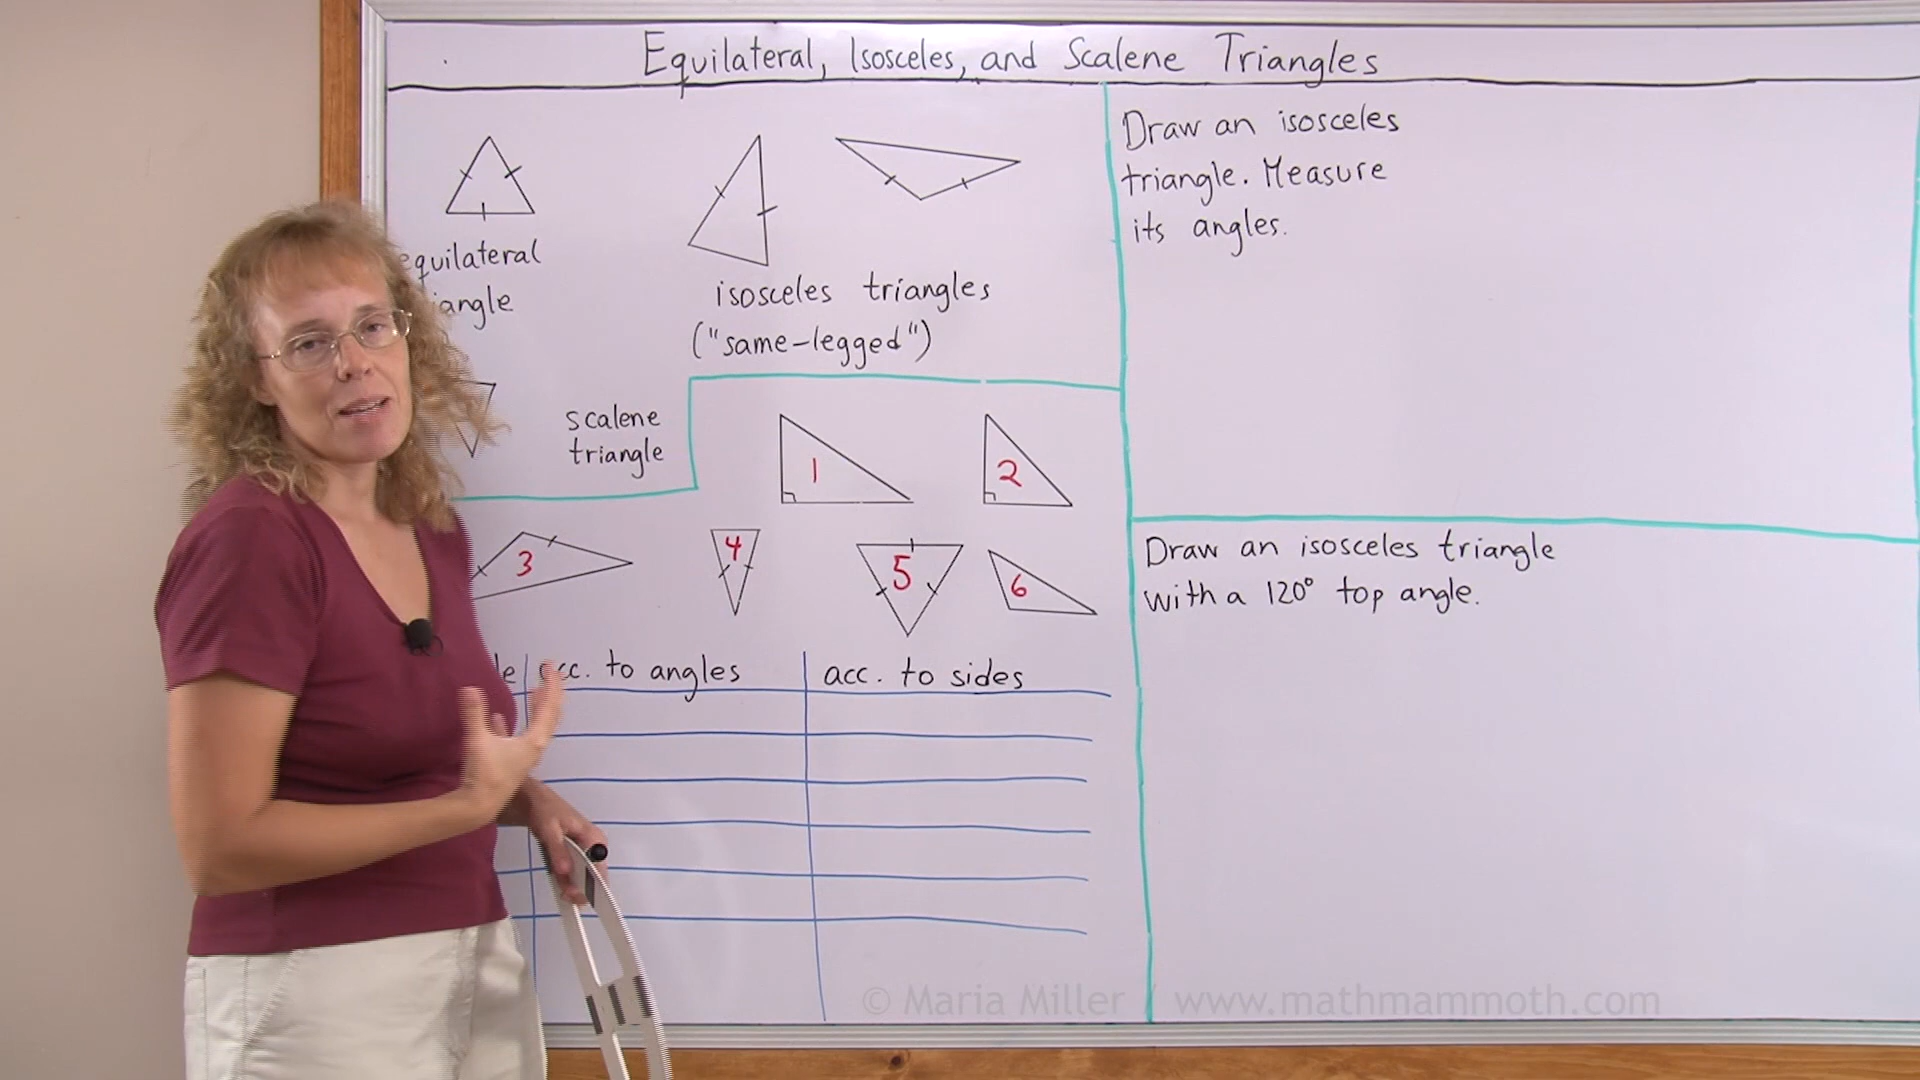 Equilateral, Isosceles, and Scalene Triangles
equilateral
angle
isosceles triangles
("same-legged")
scalene
triangle
1
2
3
4
5
6
acc. to angles
acc. to sides
Draw an isosceles
triangle. Measure
its angles.
Draw an isosceles triangle
with a 120° top angle.
© Maria Miller / www.mathmammoth.com